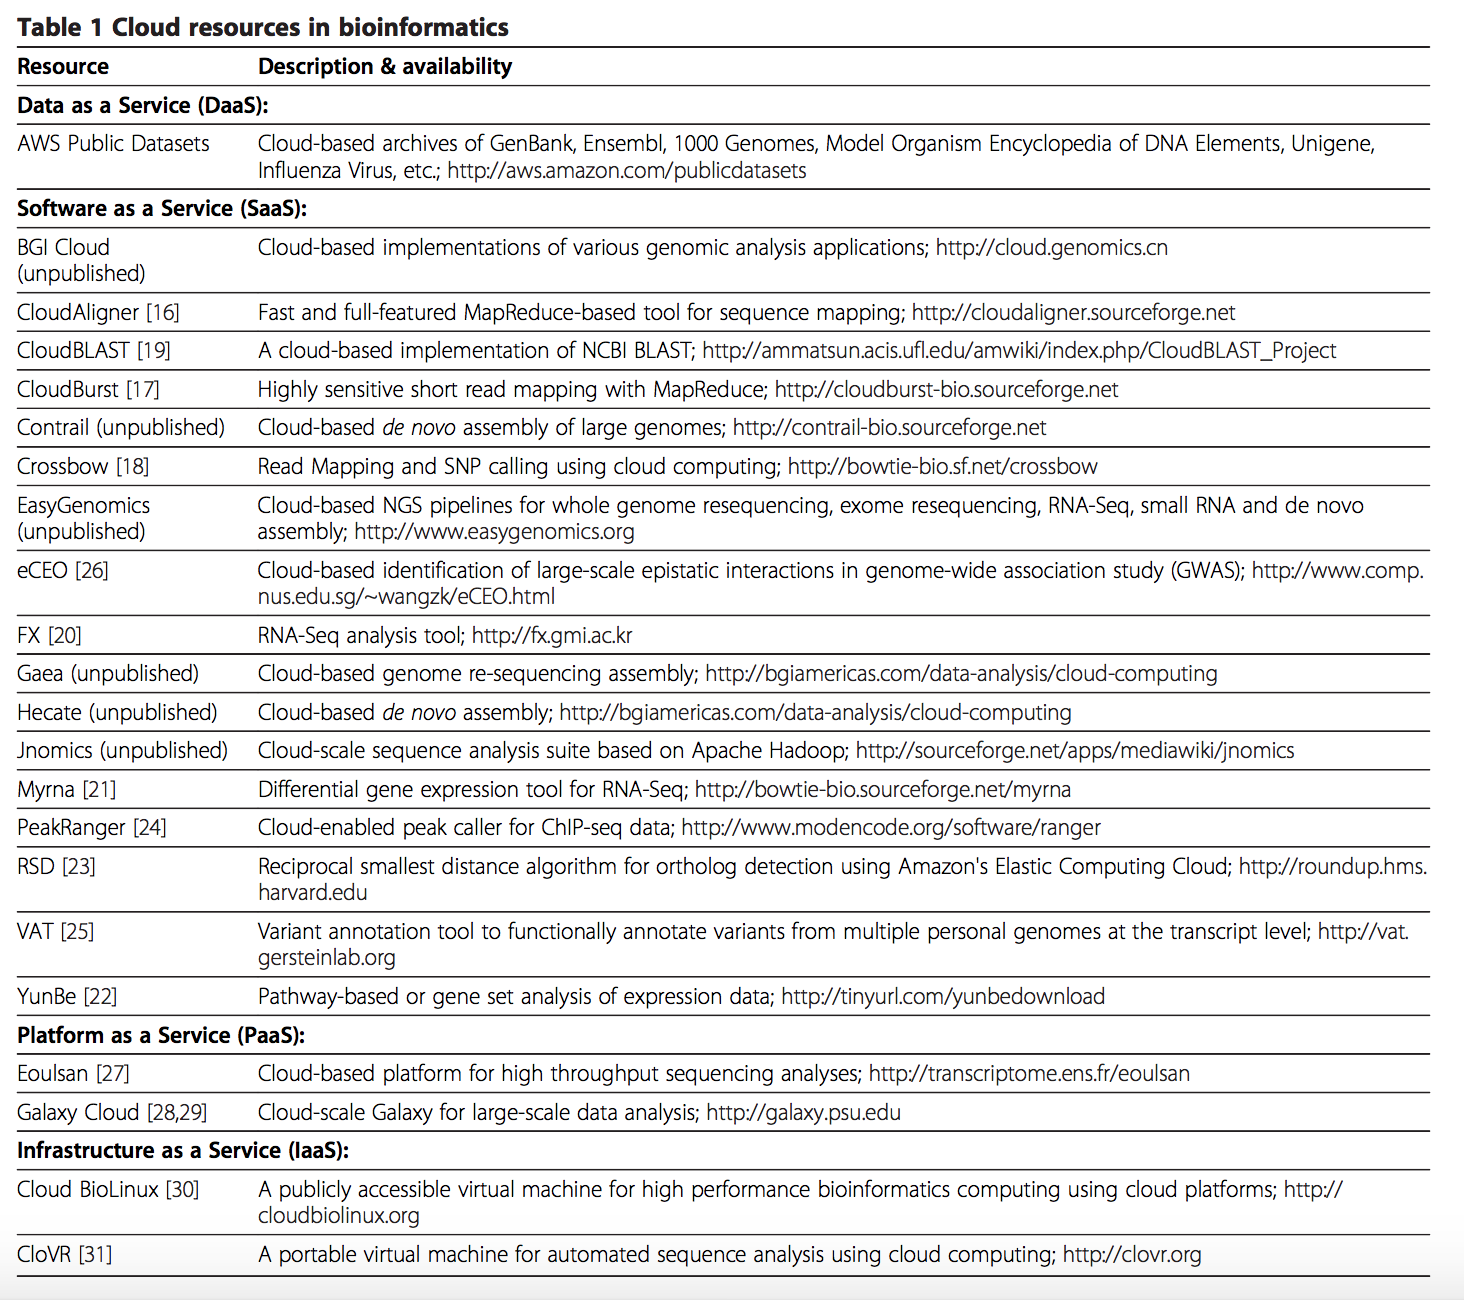 Table 1 Cloud resources in bioinformatics
Resource Description & availability
Data as a Service (DaaS):
AWS Public Datasets Cloud-based archives of GenBank, Ensembl, 1000 Genomes, Model Organism Encyclopedia of DNA Elements, Unigene,
Influenza Virus, etc.; http://aws.amazon.com/publicdatasets
Software as a Service (SaaS):
BGI Cloud Cloud-based implementations of various genomic analysis applications; http://cloud.genomics.cn
(unpublished)
CloudAligner [16] Fast and full-featured MapReduce-based tool for sequence mapping; http://cloudaligner.sourceforge.net
CloudBLAST [19] A cloud-based implementation of NCBI BLAST; http://ammatsun.acis.ufl.edu/amwiki/index.php/CloudBLAST_Project
CloudBurst [17] Highly sensitive short read mapping with MapReduce; http://cloudburst-bio.sourceforge.net
Contrail (unpublished) Cloud-based de novo assembly of large genomes; http://contrail-bio.sourceforge.net
Crossbow [18] Read Mapping and SNP calling using cloud computing; http://bowtie-bio.sf.net/crossbow
EasyGenomics Cloud-based NGS pipelines for whole genome resequencing, exome resequencing, RNA-Seq, small RNA and de novo
(unpublished) assembly; http://www.easygenomics.org
eCEO [26] Cloud-based identification of large-scale epistatic interactions in genome-wide association study (GWAS); http://www.comp.
nus.edu.sg/~wangzk/eCEO.html
FX [20] RNA-Seq analysis tool; http://fx.gmi.ac.kr
Gaea (unpublished) Cloud-based genome re-sequencing assembly; http://bgiamericas.com/data-analysis/cloud-computing
Hecate (unpublished) Cloud-based de novo assembly; http://bgiamericas.com/data-analysis/cloud-computing
Jnomics (unpublished) Cloud-scale sequence analysis suite based on Apache Hadoop; http://sourceforge.net/apps/mediawiki/jnomics
Myrna [21] Differential gene expression tool for RNA-Seq; http://bowtie-bio.sourceforge.net/myrna
PeakRanger [24] Cloud-enabled peak caller for ChIP-seq data; http://www.modencode.org/software/ranger
RSD [23] Reciprocal smallest distance algorithm for ortholog detection using Amazon's Elastic Computing Cloud; http://roundup.hms.
harvard.edu
VAT [25] Variant annotation tool to functionally annotate variants from multiple personal genomes at the transcript level; http://vat.
gersteinlab.org
YunBe [22] Pathway-based or gene set analysis of expression data; http://tinyurl.com/yunbedownload
Platform as a Service (PaaS):
Eoulsan [27] Cloud-based platform for high throughput sequencing analyses; http://transcriptome.ens.fr/eoulsan
Galaxy Cloud [28,29] Cloud-scale Galaxy for large-scale data analysis; http://galaxy.psu.edu
Infrastructure as a Service (IaaS):
Cloud BioLinux [30] A publicly accessible virtual machine for high performance bioinformatics computing using cloud platforms; http://
cloudbiolinux.org
CloVR [31] A portable virtual machine for automated sequence analysis using cloud computing; http://clovr.org